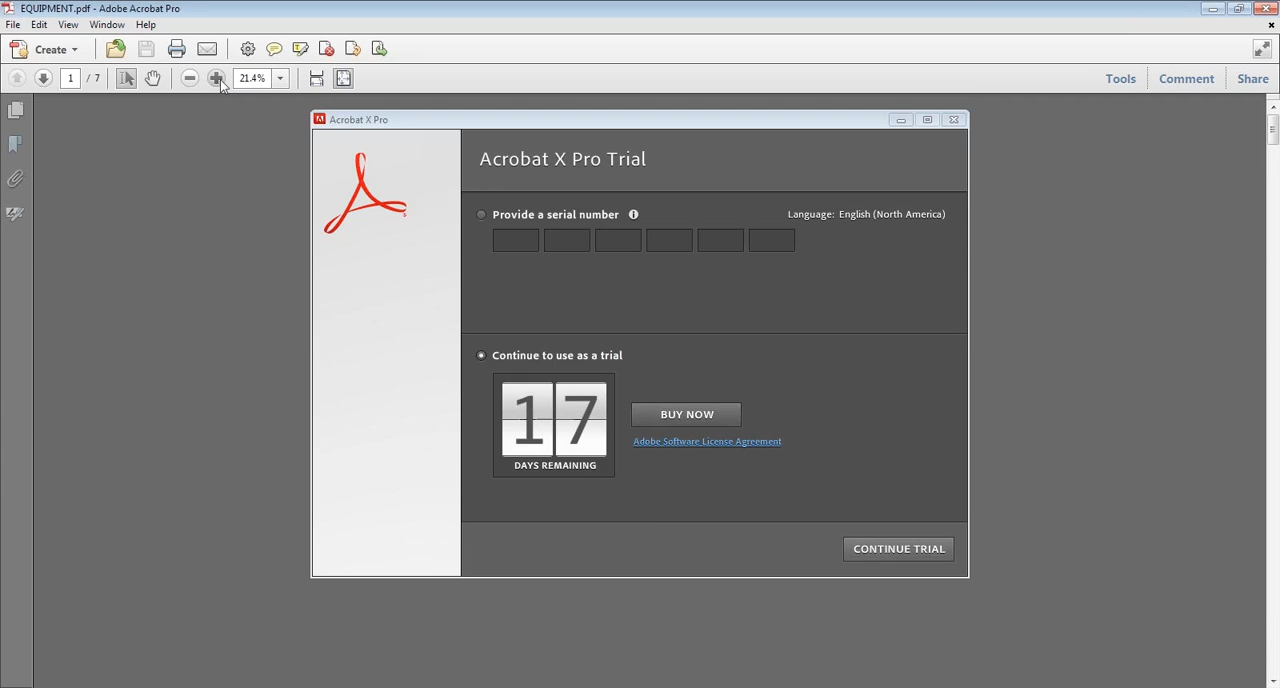 EQUIPMENT.pdf - Adobe Acrobat Pro
File Edit View Window Help
Create
1 / 7 21.4% Tools Comment Share
Acrobat X Pro
Acrobat X Pro Trial
Provide a serial number Language: English (North America)
Continue to use as a trial
17
BUY NOW
Adobe Software License Agreement
DAYS REMAINING
CONTINUE TRIAL